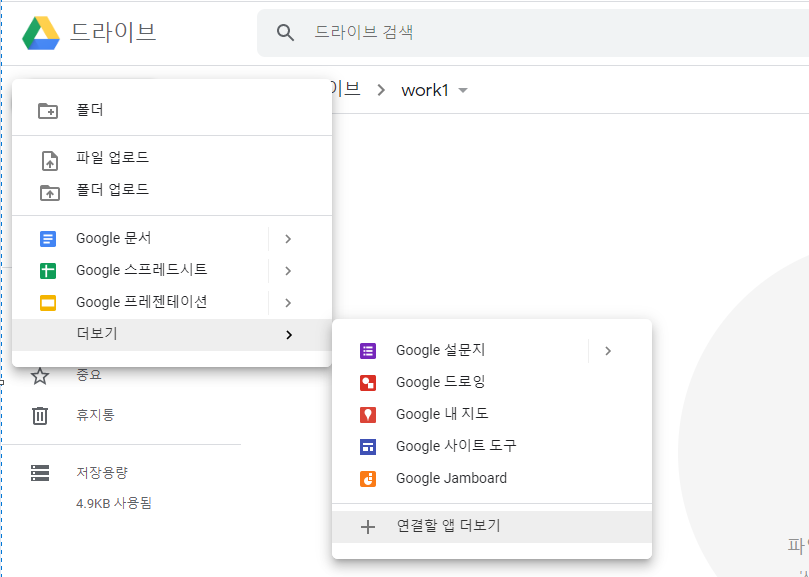 드라이브
드라이브 검색
이브 > work1
폴더
파일 업로드
폴더 업로드
Google 문서
Google 스프레드시트
Google 프레젠테이션
더보기
Google 설문지
Google 드로잉
Google 내 지도
Google 사이트 도구
Google Jamboard
연결할 앱 더보기
중요
휴지통
저장용량
4.9KB 사용됨
파